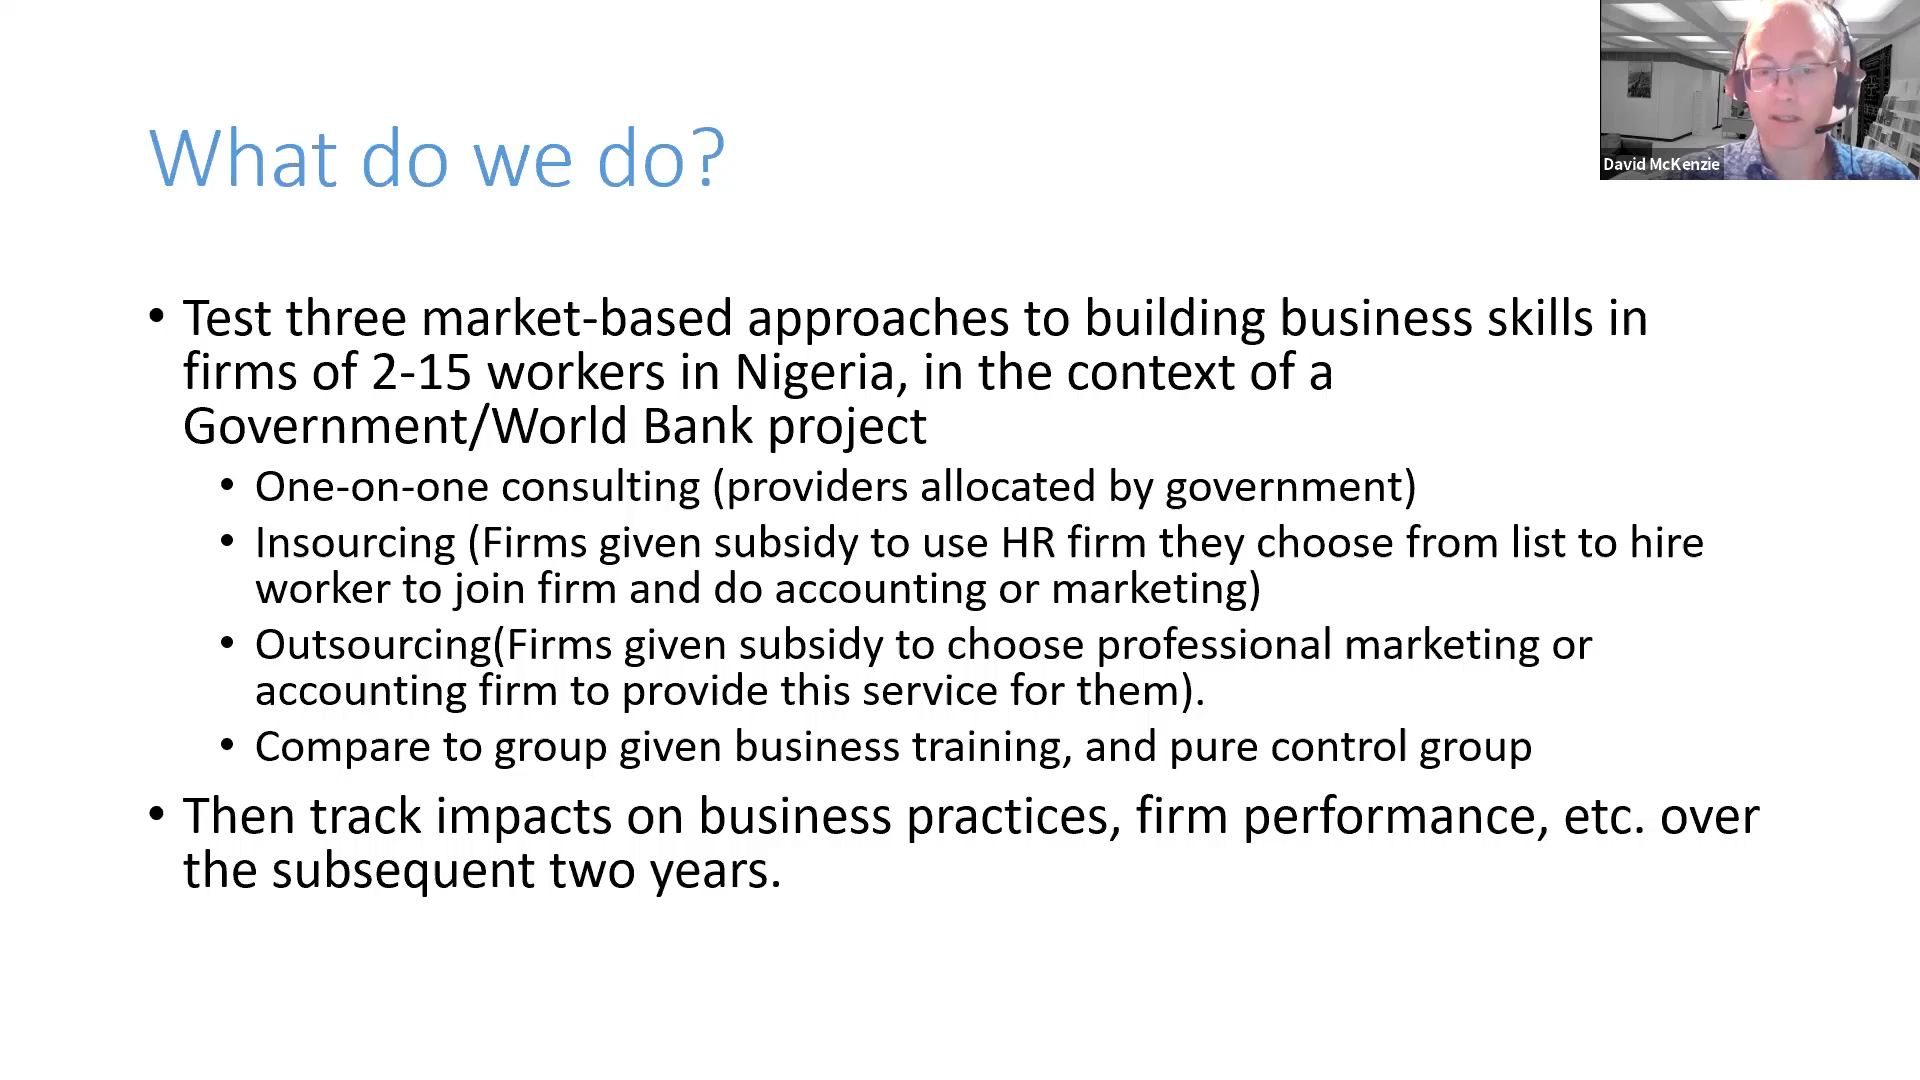 David McKenzie
What do we do?
• Test three market-based approaches to building business skills in
firms of 2-15 workers in Nigeria, in the context of a
Government/World Bank project
• One-on-one consulting (providers allocated by government)
• Insourcing (Firms given subsidy to use HR firm they choose from list to hire
worker to join firm and do accounting or marketing)
• Outsourcing(Firms given subsidy to choose professional marketing or
accounting firm to provide this service for them).
• Compare to group given business training, and pure control group
• Then track impacts on business practices, firm performance, etc. over
the subsequent two years.